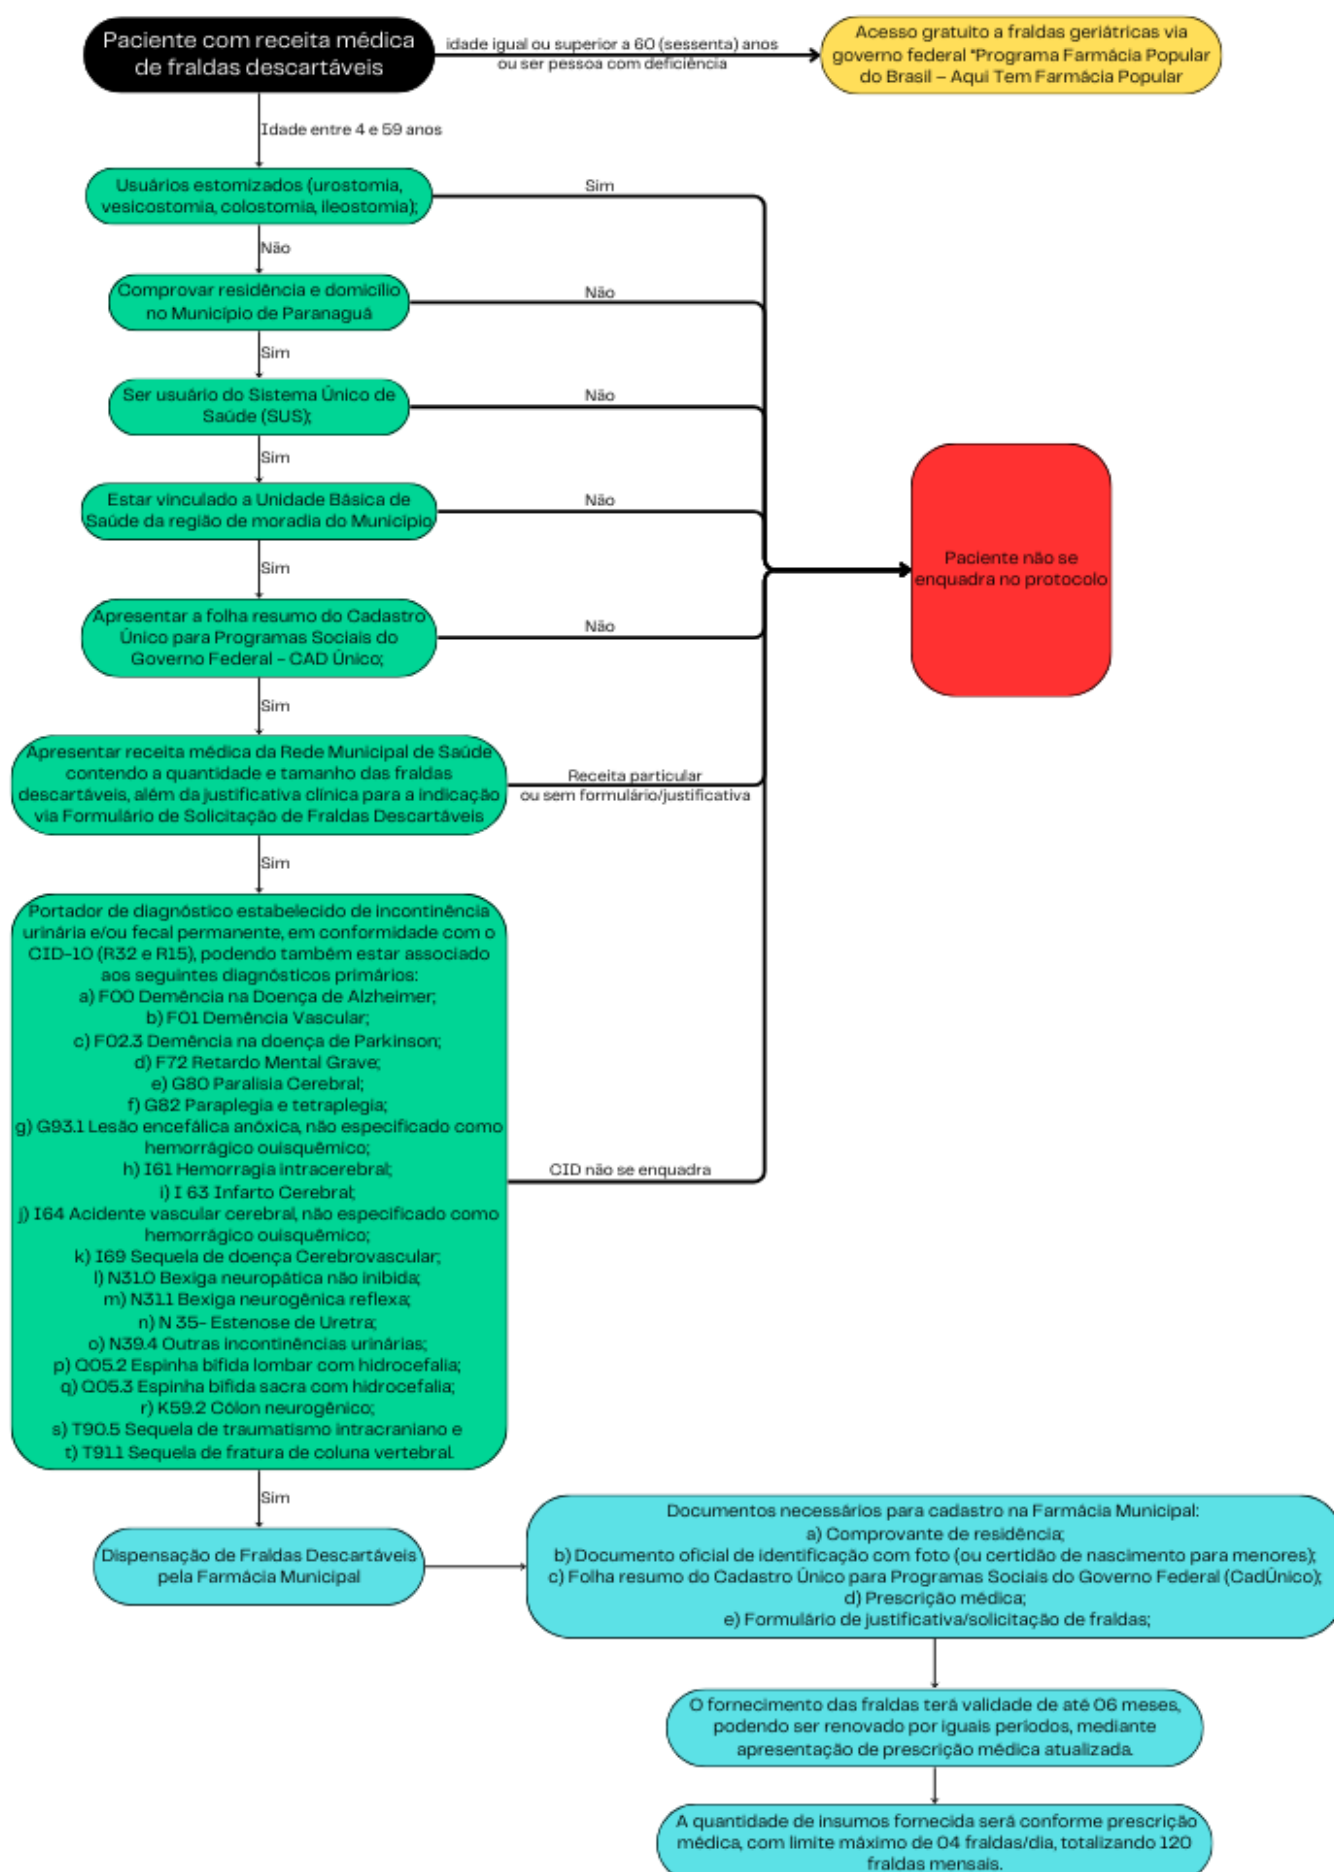 Paciente com receita médica
de fraldas descartáveis
idade igual ou superior a 60 (sessenta) anos
ou ser pessoa com deficiência
Acesso gratuito a fraldas geriátricas via
governo federal "Programa Farmácia Popular
do Brasil – Aqui Tem Farmácia Popular
Idade entre 4 e 59 anos
Usuários estomizados (urostomia,
vesicostomia, colostomia, ileostomia);
Sim
Não
Comprovar residência e domicílio
no Município de Paranaguá
Não
Sim
Ser usuário do Sistema Único de
Saúde (SUS);
Não
Sim
Estar vinculado a Unidade Básica de
Saúde da região de moradia do Município
Não
Sim
Paciente não se
enquadra no protocolo
Apresentar a folha resumo do Cadastro
Único para Programas Sociais do
Governo Federal – CAD Único;
Não
Sim
Apresentar receita médica da Rede Municipal de Saúde
contendo a quantidade e tamanho das fraldas
descartáveis, além da justificativa clínica para a indicação
via Formulário de Solicitação de Fraldas Descartáveis
Receita particular
ou sem formulário/justificativa
Sim
Portador de diagnóstico estabelecido de incontinência
urinária e/ou fecal permanente, em conformidade com o
CID-10 (R32 e R15), podendo também estar associado
aos seguintes diagnósticos primários:
a) F00 Demência na Doença de Alzheimer;
b) F01 Demência Vascular;
c) F02.3 Demência na doença de Parkinson;
d) F72 Retardo Mental Grave;
e) G80 Paralisia Cerebral;
f) G82 Paraplegia e tetraplegia;
g) G93.1 Lesão encefálica anóxica, não especificado como
hemorrágico ouisquêmico;
h) I61 Hemorragia intracerebral;
i) I 63 Infarto Cerebral;
j) I64 Acidente vascular cerebral, não especificado como
hemorrágico ouisquêmico;
k) I69 Sequela de doença Cerebrovascular;
l) N31.0 Bexiga neuropática não inibida;
m) N31.1 Bexiga neurogênica reflexa;
n) N 35- Estenose de Uretra;
o) N39.4 Outras incontinências urinárias;
p) Q05.2 Espinha bífida lombar com hidrocefalia;
q) Q05.3 Espinha bífida sacra com hidrocefalia;
r) K59.2 Cólon neurogênico;
s) T90.5 Sequela de traumatismo intracraniano e
t) T91.1 Sequela de fratura de coluna vertebral.
CID não se enquadra
Sim
Dispensação de Fraldas Descartáveis
pela Farmácia Municipal
Documentos necessários para cadastro na Farmácia Municipal:
a) Comprovante de residência;
b) Documento oficial de identificação com foto (ou certidão de nascimento para menores);
c) Folha resumo do Cadastro Único para Programas Sociais do Governo Federal (CadÚnico);
d) Prescrição médica;
e) Formulário de justificativa/solicitação de fraldas;
O fornecimento das fraldas terá validade de até 06 meses,
podendo ser renovado por iguais períodos, mediante
apresentação de prescrição médica atualizada.
A quantidade de insumos fornecida será conforme prescrição
médica, com limite máximo de 04 fraldas/dia, totalizando 120
fraldas mensais.